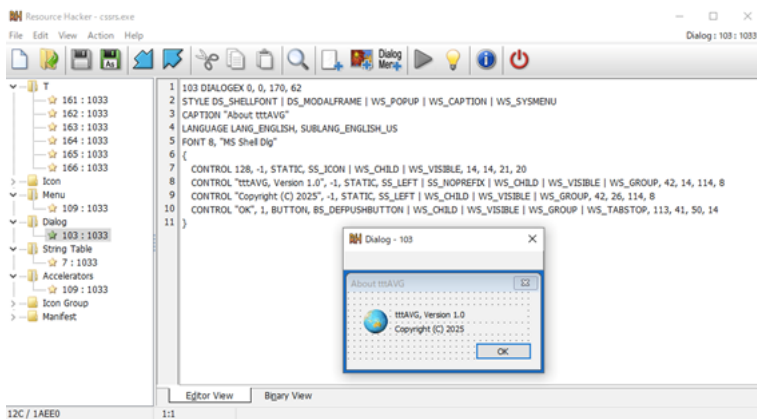 Resource Hacker - cssrs.exe
File Edit View Action Help
Dialog : 103 : 1033
As
Dialog
Menu
T
161 : 1033
162 : 1033
163 : 1033
164 : 1033
165 : 1033
166 : 1033
Icon
Menu
109 : 1033
Dialog
103 : 1033
String Table
7 : 1033
Accelerators
109 : 1033
Icon Group
Manifest
1 103 DIALOGEX 0, 0, 170, 62
2 STYLE DS_SHELLFONT | DS_MODALFRAME | WS_POPUP | WS_CAPTION | WS_SYSMENU
3 CAPTION "About tttAVG"
4 LANGUAGE LANG_ENGLISH, SUBLANG_ENGLISH_US
5 FONT 8, "MS Shell Dlg"
6 {
7 CONTROL 128, -1, STATIC, SS_ICON | WS_CHILD | WS_VISIBLE, 14, 14, 21, 20
8 CONTROL "tttAVG, Version 1.0", -1, STATIC, SS_LEFT | SS_NOPREFIX | WS_CHILD | WS_VISIBLE | WS_GROUP, 42, 14, 114, 8
9 CONTROL "Copyright (C) 2025", -1, STATIC, SS_LEFT | WS_CHILD | WS_VISIBLE | WS_GROUP, 42, 26, 114, 8
10 CONTROL "OK", 1, BUTTON, BS_DEFPUSHBUTTON | WS_CHILD | WS_VISIBLE | WS_GROUP | WS_TABSTOP, 113, 41, 50, 14
11 }
Dialog - 103
About tttAVG
tttAVG, Version 1.0
Copyright (C) 2025
OK
Editor View Binary View
12C / 1AEE0 1:1